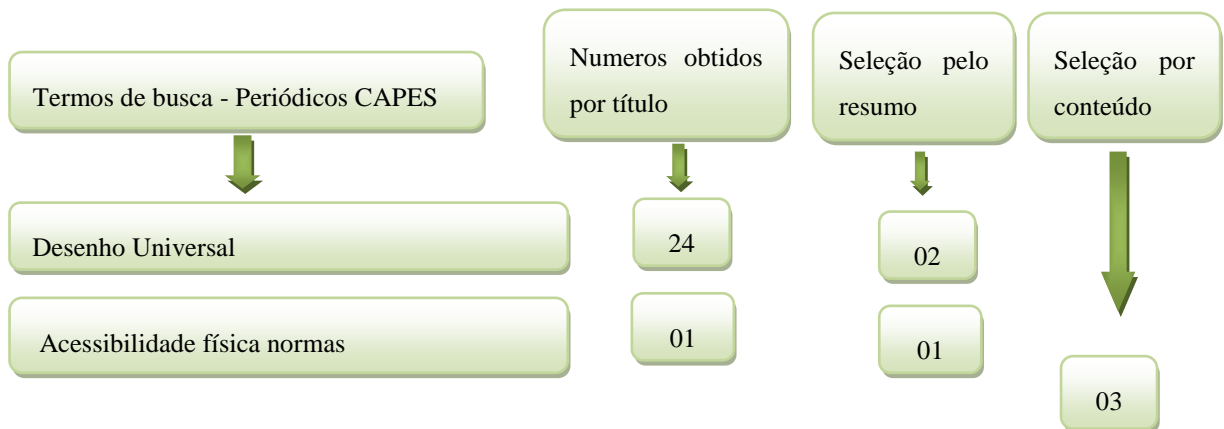 Termos de busca - Periódicos CAPES
Numeros obtidos
por título
Seleção pelo
resumo
Seleção por
conteúdo
Desenho Universal
24
02
Acessibilidade física normas
01
01
03